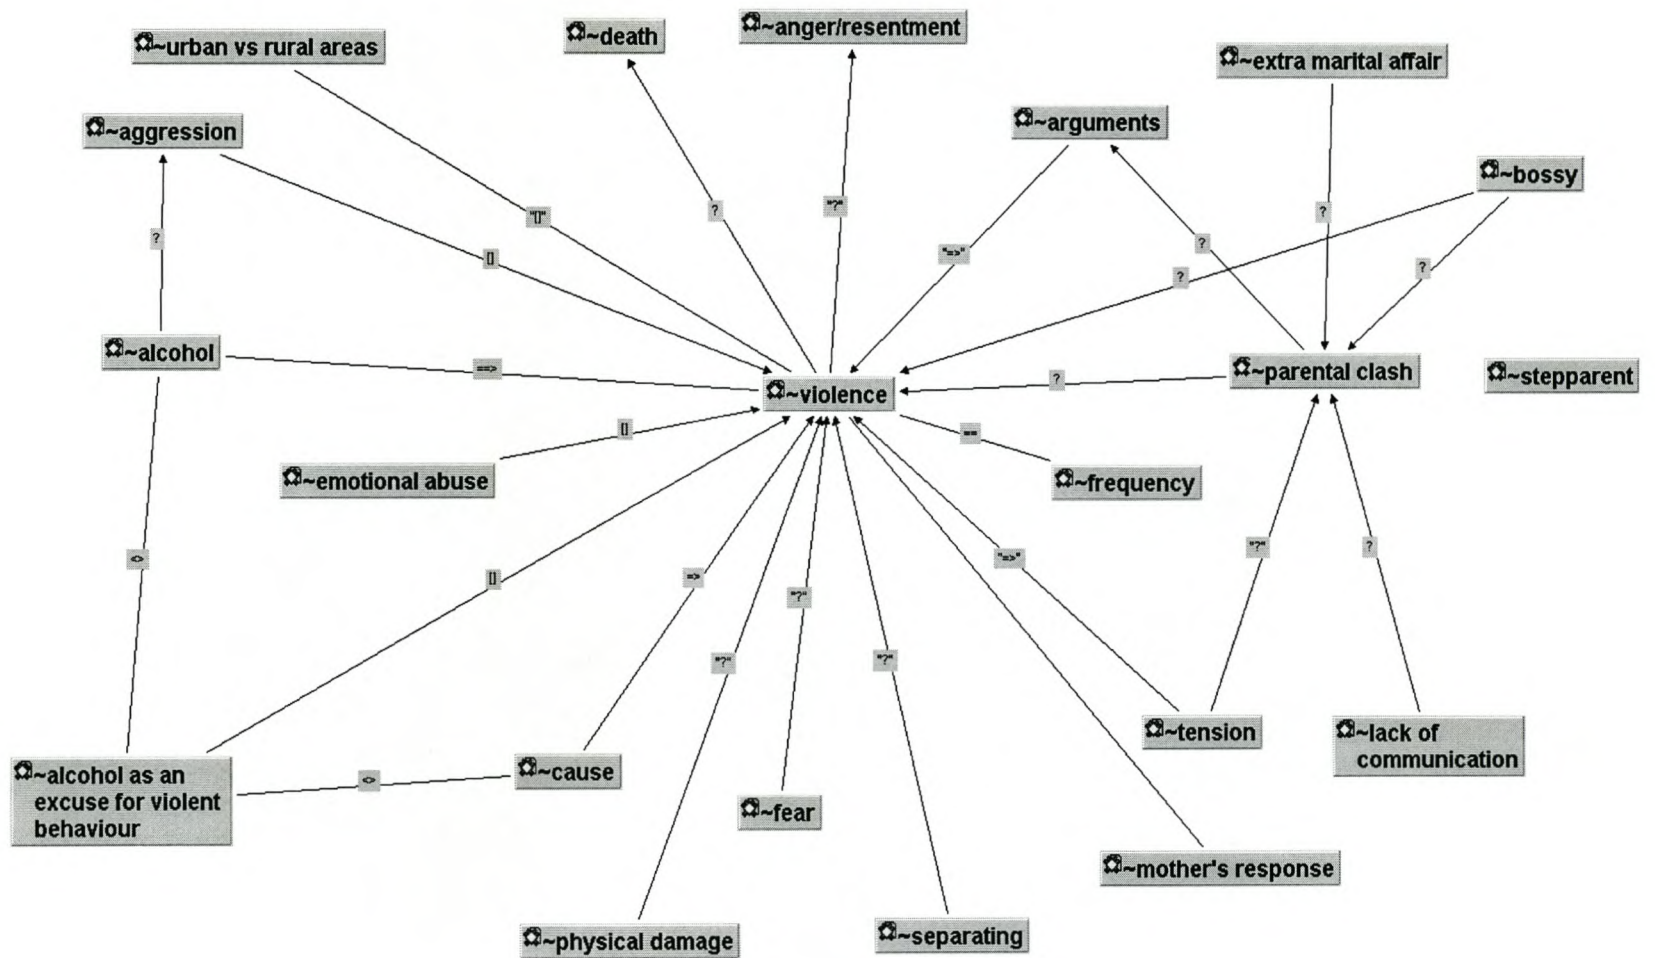 ~anger/resentment
~death
~urban vs rural areas
~extra marital affair
~arguments
~aggression
~bossy
"?"
?
?
"[]"
?
?
"=>"
[]
?
?
~alcohol
==>
~violence
?
~parental clash
~stepparent
[]
==
~emotional abuse
~frequency
<>
[]
=>
"?"
"=>"
"?"
?
"?"
"?"
~tension
~lack of
communication
~alcohol as an
excuse for violent
behaviour
<>
~cause
~fear
~mother's response
~physical damage
~separating